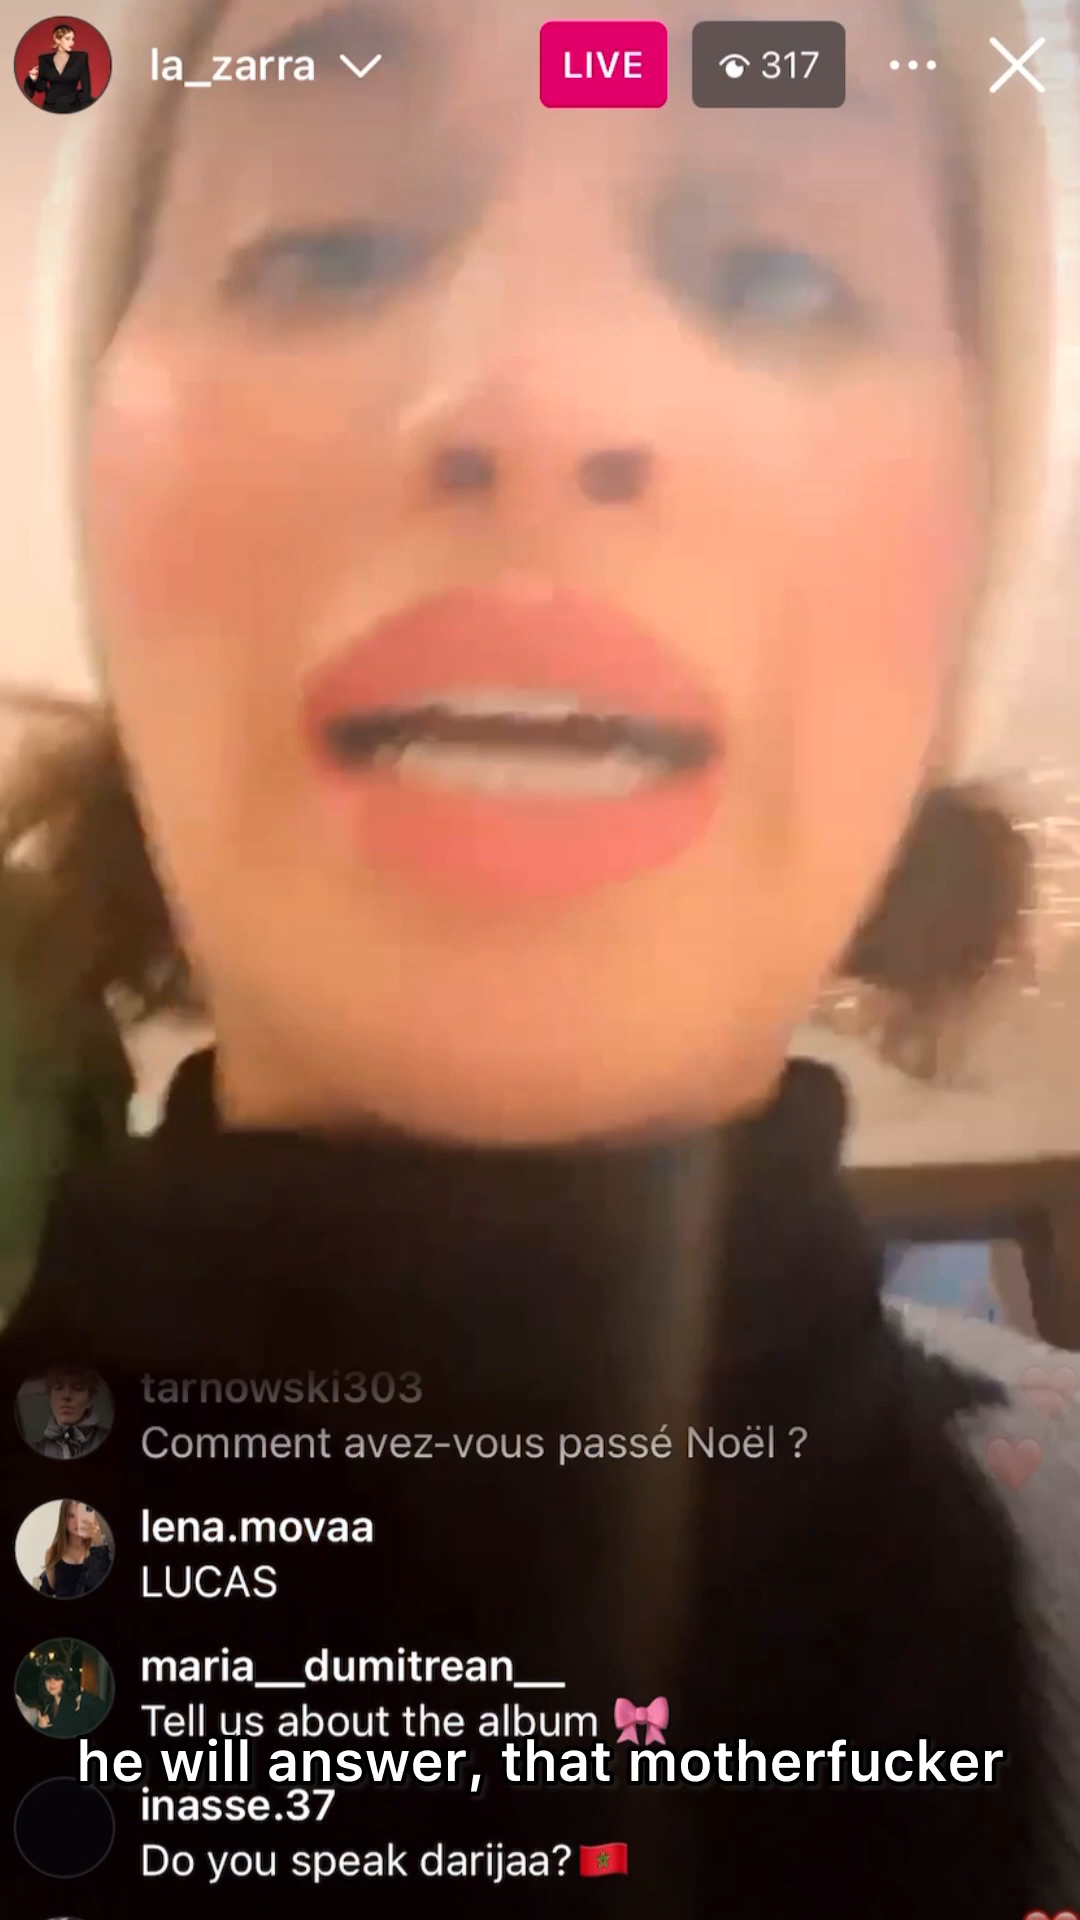 la_zarra
LIVE
317
tarnowski303
Comment avez-vous passé Noël ?
lena.movaa
LUCAS
maria__dumitrean__
Tell us about the album 🎀
he will answer, that motherfucker
inasse.37
Do you speak darijaa?🇲🇦